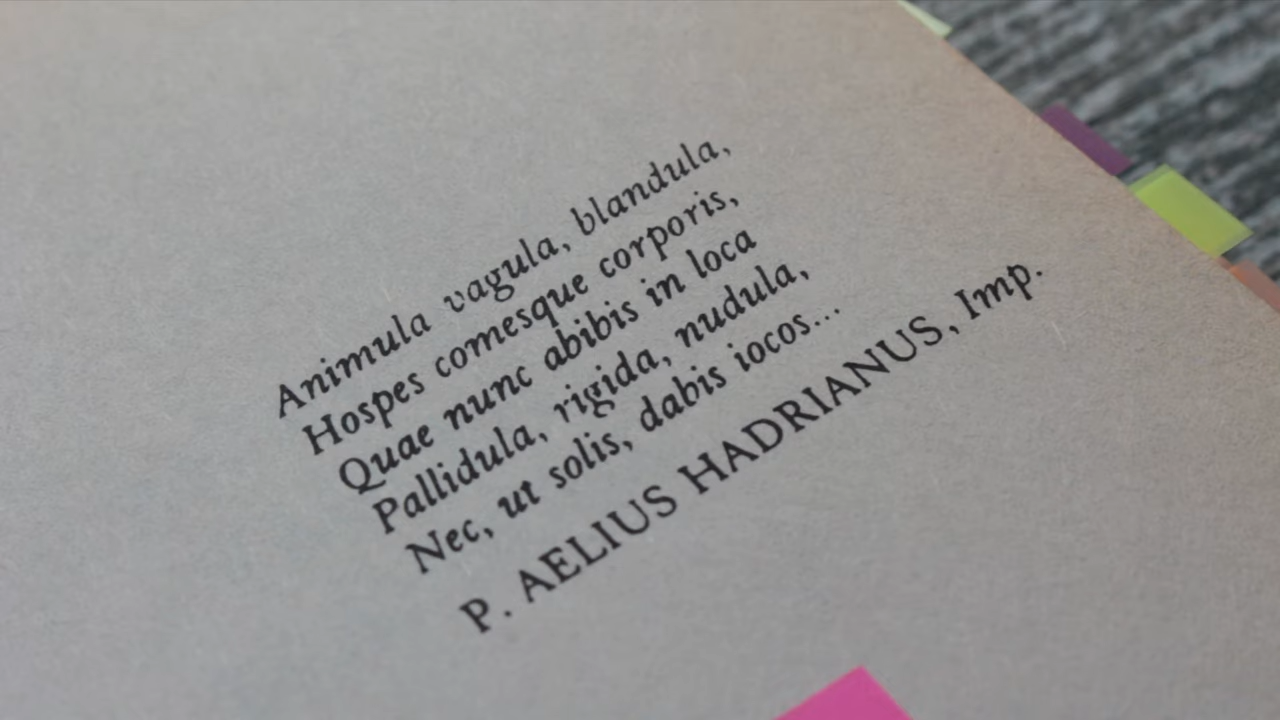 Animula vagula, blandula,
Hospes comesque corporis,
Quae nunc abibis in loca
Pallidula, rigida, nudula,
Nec, ut solis, dabis iocos...
P. AELIUS HADRIANUS, Imp.